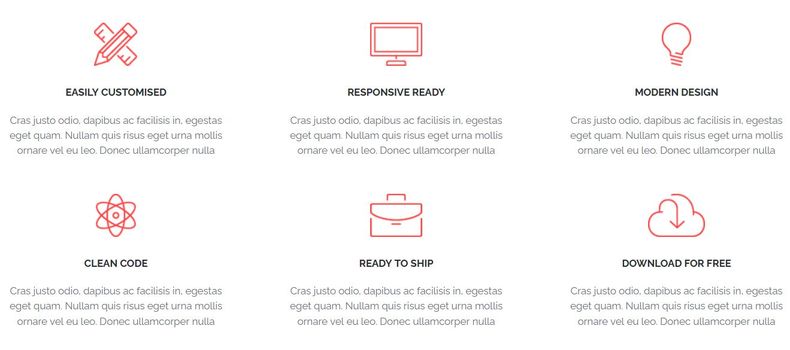 EASILY CUSTOMISED
Cras justo odio, dapibus ac facilisis in, egestas
eget quam. Nullam quis risus eget urna mollis
ornare vel eu leo. Donec ullamcorper nulla
RESPONSIVE READY
Cras justo odio, dapibus ac facilisis in, egestas
eget quam. Nullam quis risus eget urna mollis
ornare vel eu leo. Donec ullamcorper nulla
MODERN DESIGN
Cras justo odio, dapibus ac facilisis in, egestas
eget quam. Nullam quis risus eget urna mollis
ornare vel eu leo. Donec ullamcorper nulla
CLEAN CODE
Cras justo odio, dapibus ac facilisis in, egestas
eget quam. Nullam quis risus eget urna mollis
ornare vel eu leo. Donec ullamcorper nulla
READY TO SHIP
Cras justo odio, dapibus ac facilisis in, egestas
eget quam. Nullam quis risus eget urna mollis
ornare vel eu leo. Donec ullamcorper nulla
DOWNLOAD FOR FREE
Cras justo odio, dapibus ac facilisis in, egestas
eget quam. Nullam quis risus eget urna mollis
ornare vel eu leo. Donec ullamcorper nulla